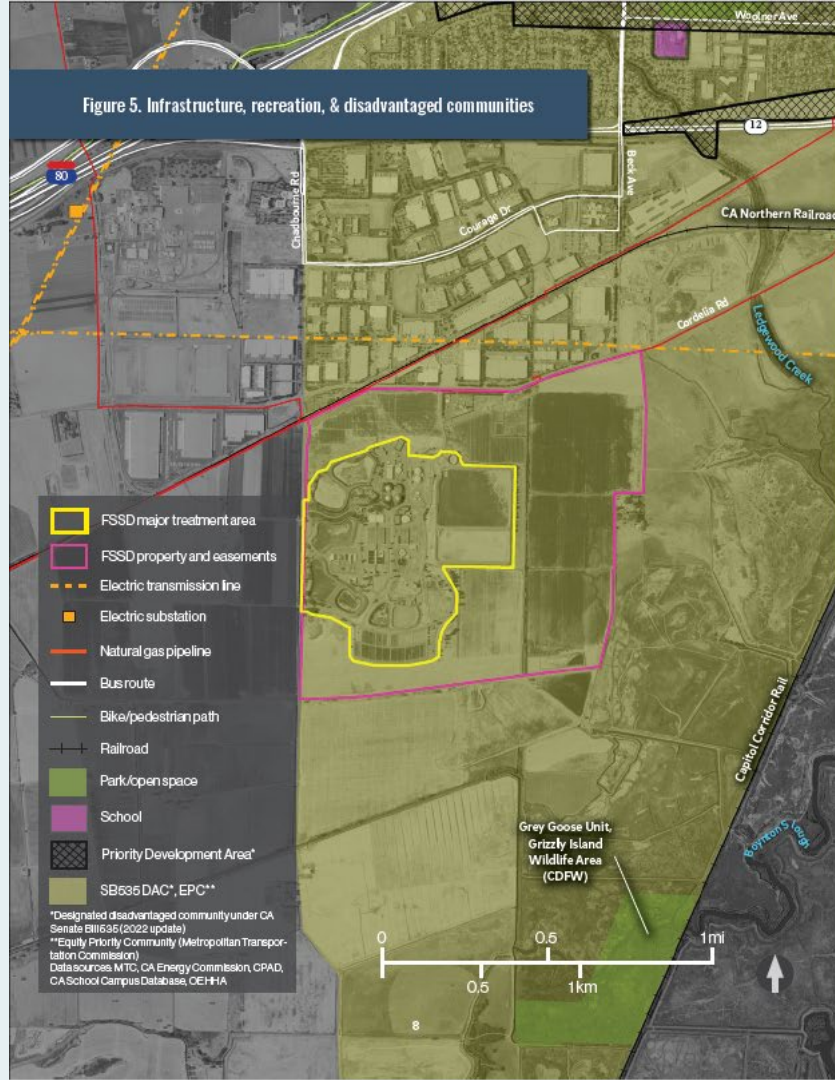 Woolner Ave
Figure 5. Infrastructure, recreation, & disadvantaged communities
12
80
Chadbourne Rd
Beck Ave
Courage Dr
CA Northern Railroad
Cordelia Rd
Ledgewood Creek
FSSD major treatment area
FSSD property and easements
Electric transmission line
Electric substation
Natural gas pipeline
Bus route
Bike/pedestrian path
Railroad
Park/open space
School
Priority Development Area*
SB535 DAC*, EPC**
*Designated disadvantaged community under CA
Senate Bill 535 (2022 update)
**Equity Priority Community (Metropolitan Transpor-
tation Commission)
Data sources: MTC, CA Energy Commission, CPAD,
CA School Campus Database, OEHHA
Capitol Corridor Rail
Boynton Slough
Grey Goose Unit,
Grizzly Island
Wildlife Area
(CDFW)
0 0.5 1mi
0.5 1km
8